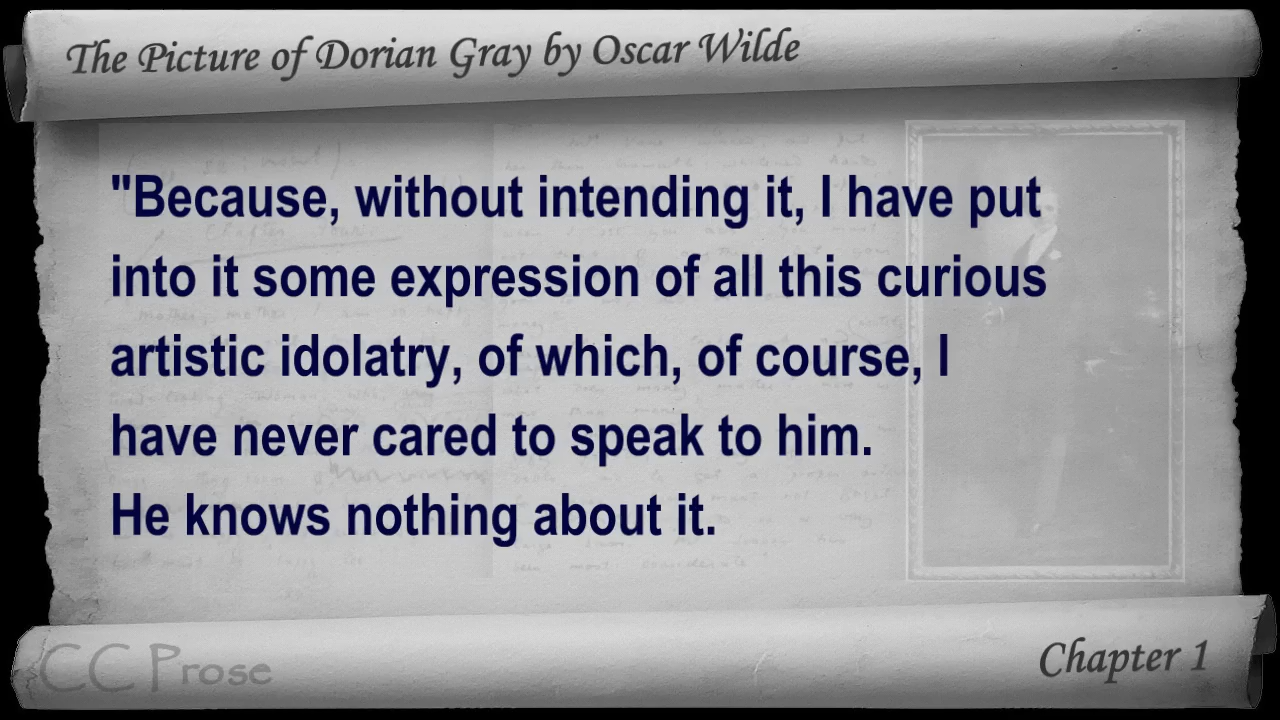 The Picture of Dorian Gray by Oscar Wilde
"Because, without intending it, I have put
into it some expression of all this curious
artistic idolatry, of which, of course, I
have never cared to speak to him.
He knows nothing about it.
CC Prose
Chapter 1